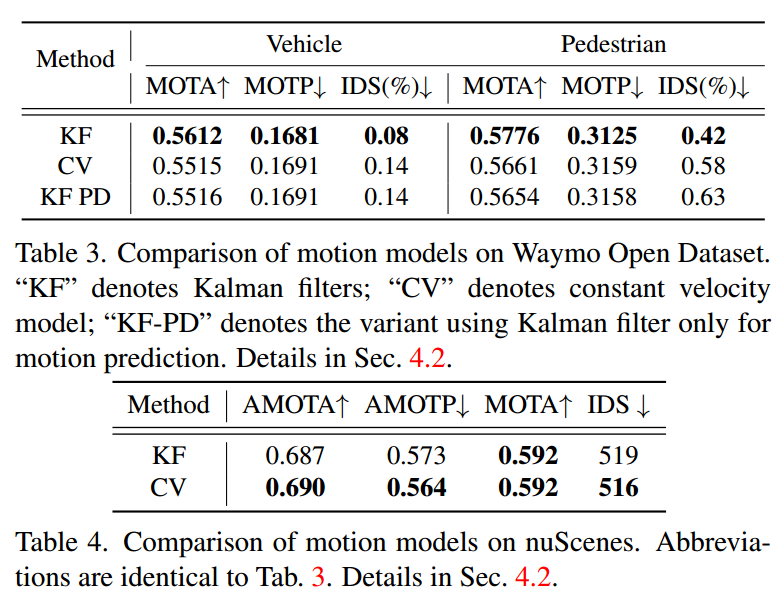 Method Vehicle Pedestrian
MOTA↑ MOTP↓ IDS(%)↓ MOTA↑ MOTP↓ IDS(%)↓
KF 0.5612 0.1681 0.08 0.5776 0.3125 0.42
CV 0.5515 0.1691 0.14 0.5661 0.3159 0.58
KF PD 0.5516 0.1691 0.14 0.5654 0.3158 0.63
Table 3. Comparison of motion models on Waymo Open Dataset.
“KF” denotes Kalman filters; “CV” denotes constant velocity
model; “KF-PD” denotes the variant using Kalman filter only for
motion prediction. Details in Sec. 4.2.
Method AMOTA↑ AMOTP↓ MOTA↑ IDS ↓
KF 0.687 0.573 0.592 519
CV 0.690 0.564 0.592 516
Table 4. Comparison of motion models on nuScenes. Abbrevia-
tions are identical to Tab. 3. Details in Sec. 4.2.